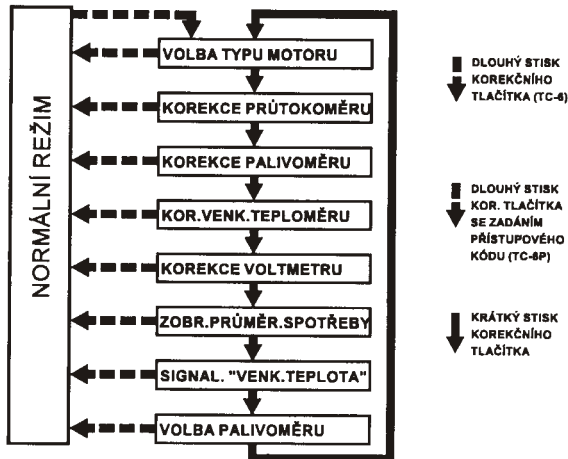 NORMÁLNÍ REŽIM
VOLBA TYPU MOTORU
KOREKCE PRŮTOKOMĚRU
KOREKCE PALIVOMĚRU
KOR.VENK.TEPLOMĚRU
KOREKCE VOLTMETRU
ZOBR.PRŮMĚR.SPOTŘEBY
SIGNAL. "VENK.TEPLOTA"
VOLBA PALIVOMĚRU
DLOUHÝ STISK
KOREKČNÍHO
TLAČÍTKA (TC-6)
DLOUHÝ STISK
KOR. TLAČÍTKA
SE ZADÁNÍM
PŘÍSTUPOVÉHO
KÓDU (TC-6P)
KRÁTKÝ STISK
KOREKČNÍHO
TLAČÍTKA